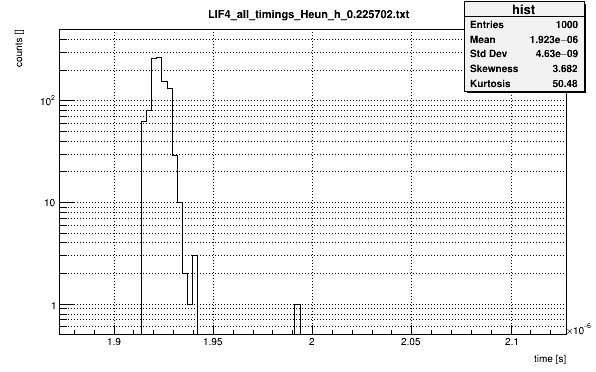 LIF4_all_timings_Heun_h_0.225702.txt
hist
Entries 1000
Mean 1.923e−06
Std Dev 4.63e−09
Skewness 3.682
Kurtosis 50.48
counts []
10²
10
1
1.9 1.95 2 2.05 2.1
×10⁻⁶
time [s]